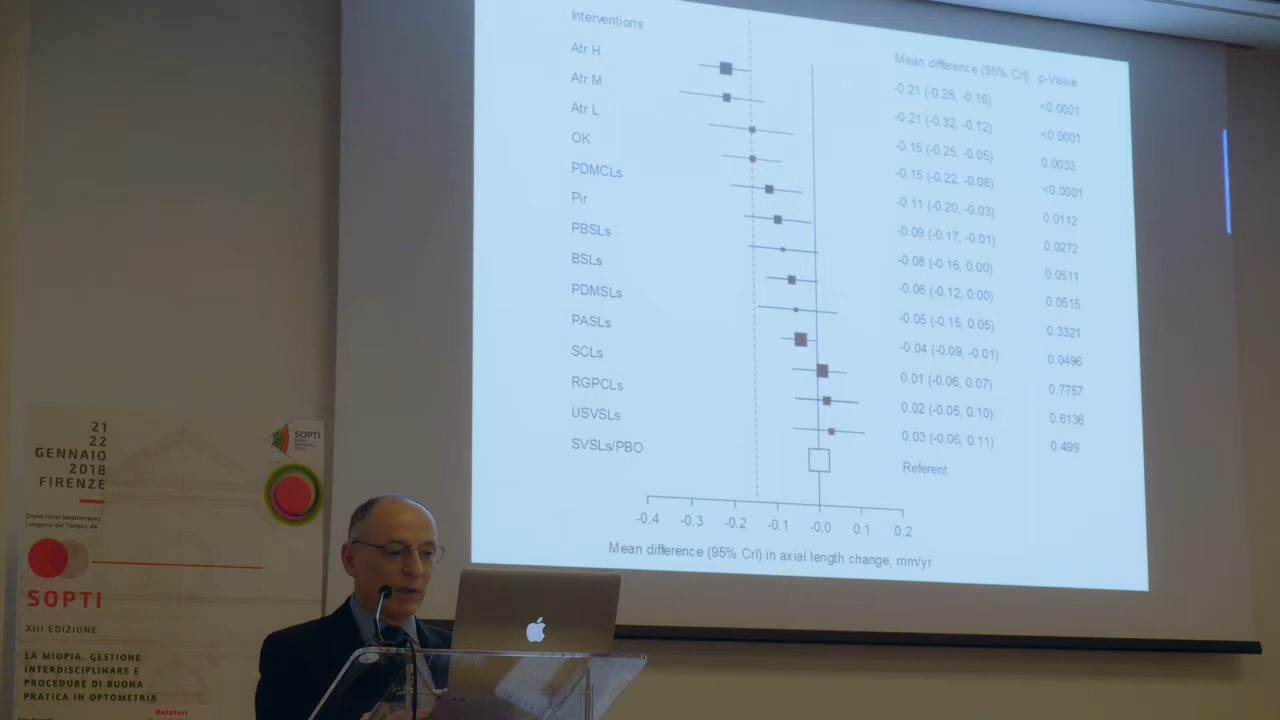 Interventions
Mean difference (95% CrI) p-Value
Atr H -0.21 (-0.28, -0.16) <0.0001
Atr M -0.21 (-0.32, -0.12) <0.0001
Atr L -0.15 (-0.25, -0.05) 0.0033
OK -0.15 (-0.22, -0.08) <0.0001
PDMCLs -0.11 (-0.20, -0.03) 0.0112
Pir -0.09 (-0.17, -0.01) 0.0272
PBSLs -0.08 (-0.16, 0.00) 0.0511
BSLs -0.06 (-0.12, 0.00) 0.0515
PDMSLs -0.05 (-0.15, 0.05) 0.3321
PASLs -0.04 (-0.09, -0.01) 0.0496
SCLs 0.01 (-0.06, 0.07) 0.7757
RGPCLs 0.02 (-0.05, 0.10) 0.6136
USVSLs 0.03 (-0.06, 0.11) 0.499
SVSLs/PBO Referent
-0.4 -0.3 -0.2 -0.1 -0.0 0.1 0.2
Mean difference (95% CrI) in axial length change, mm/yr
21
22
GENNAIO
2018
FIRENZE
SOPTI
Grand Hotel Mediterraneo
Lungarno del Tempio, 44
SOPTI
XIII EDIZIONE
LA MIOPIA. GESTIONE
INTERDISCIPLINARE E
PROCEDURE DI BUONA
PRATICA IN OPTOMETRIA
Relatori